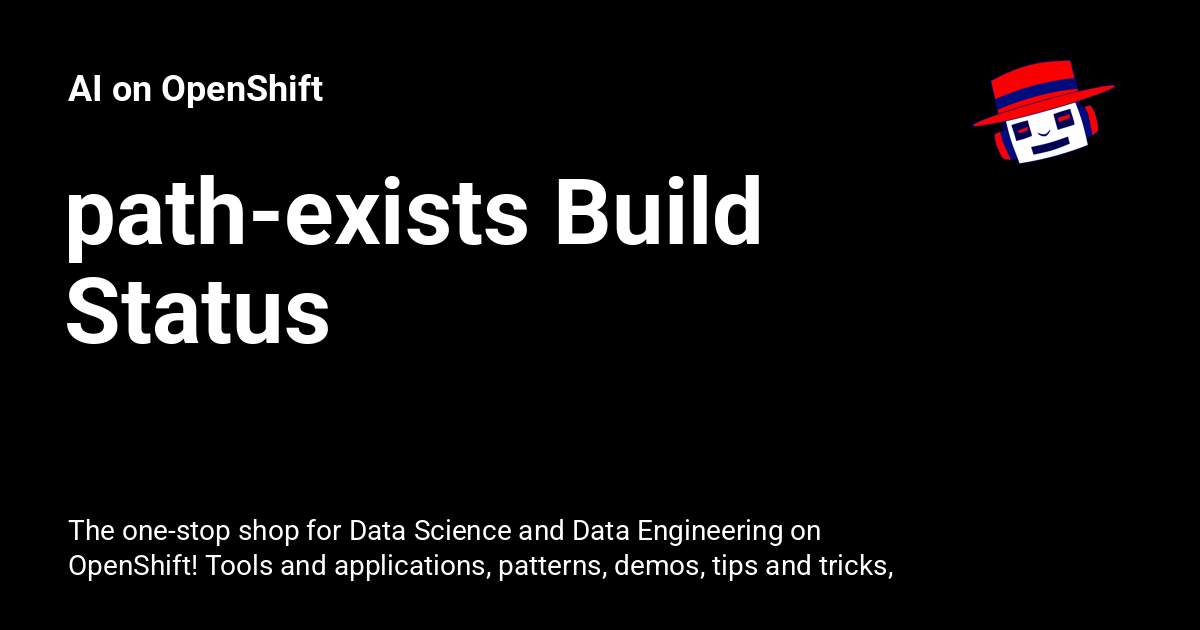 AI on OpenShift
path-exists Build
Status
The one-stop shop for Data Science and Data Engineering on
OpenShift! Tools and applications, patterns, demos, tips and tricks,